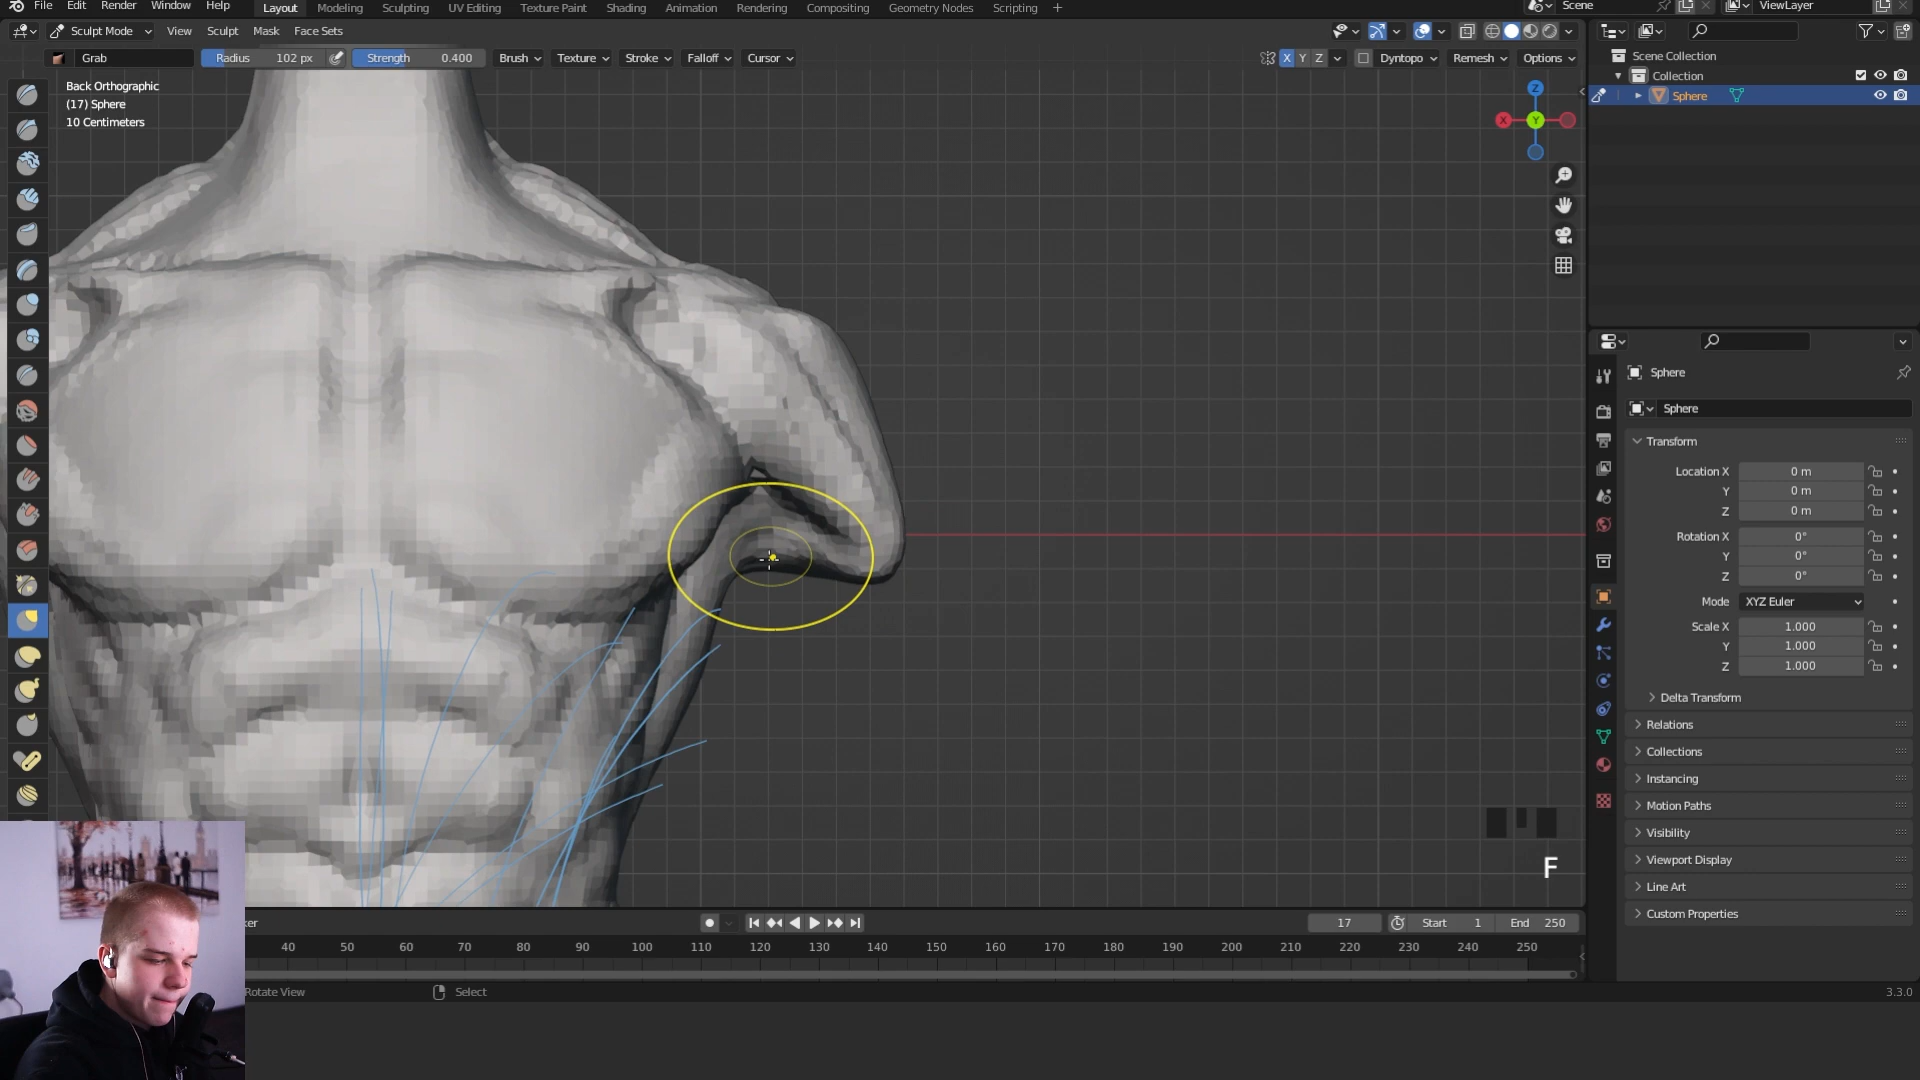 File Edit Render Window Help Layout Modeling Sculpting UV Editing Texture Paint Shading Animation Rendering Compositing Geometry Nodes Scripting + Scene ViewLayer
Sculpt Mode View Sculpt Mask Face Sets
Grab Radius 102 px Strength 0.400 Brush Texture Stroke Falloff Cursor X Y Z Dyntopo Remesh Options
Back Orthographic
(17) Sphere
10 Centimeters
Z
X Y
Scene Collection
Collection
Sphere
Sphere
Sphere
Transform
Location X 0 m
Y 0 m
Z 0 m
Rotation X 0°
Y 0°
Z 0°
Mode XYZ Euler
Scale X 1.000
Y 1.000
Z 1.000
Delta Transform
Relations
Collections
Instancing
Motion Paths
Visibility
Viewport Display
Line Art
Custom Properties
F
ker 17 Start 1 End 250
40 50 60 70 80 90 100 110 120 130 140 150 160 170 180 190 200 210 220 230 240 250
Rotate View Select 3.3.0